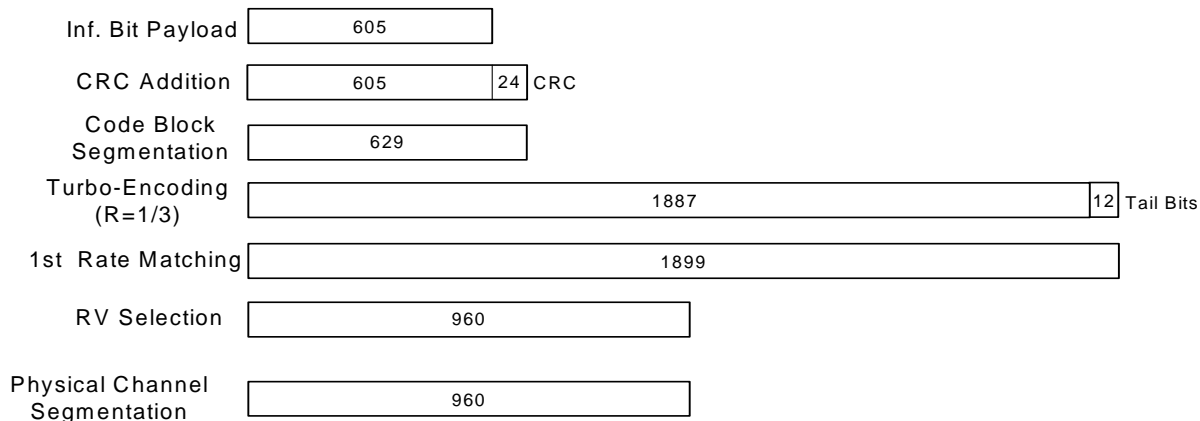 Inf. Bit Payload 605
CRC Addition 605 24 CRC
Code Block
Segmentation 629
Turbo-Encoding
(R=1/3) 1887 12 Tail Bits
1st Rate Matching 1899
RV Selection 960
Physical Channel
Segmentation 960